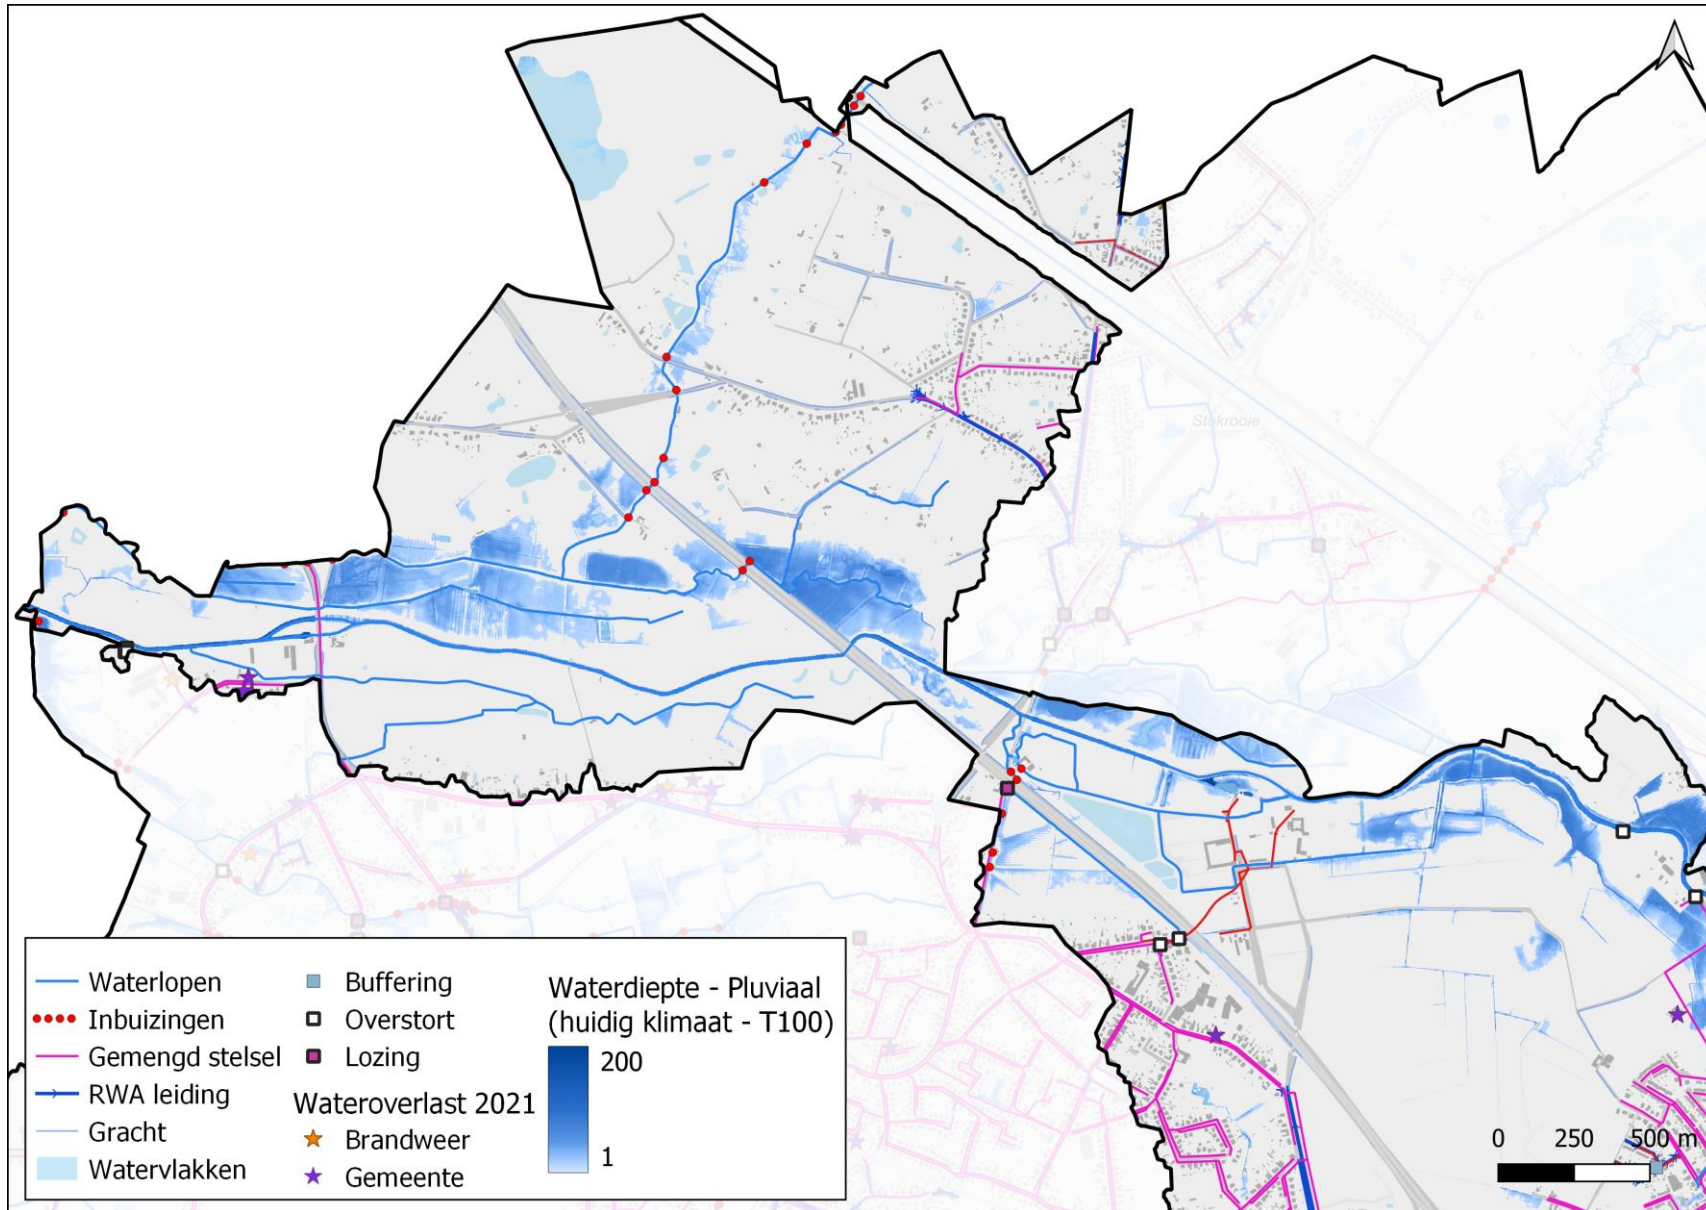 Stokrooie
Waterlopen
Inbuizingen
Gemengd stelsel
RWA leiding
Gracht
Watervlakken
Buffering
Overstort
Lozing
Wateroverlast 2021
Brandweer
Gemeente
Waterdiepte - Pluviaal
(huidig klimaat - T100)
200
1
0 250 500 m